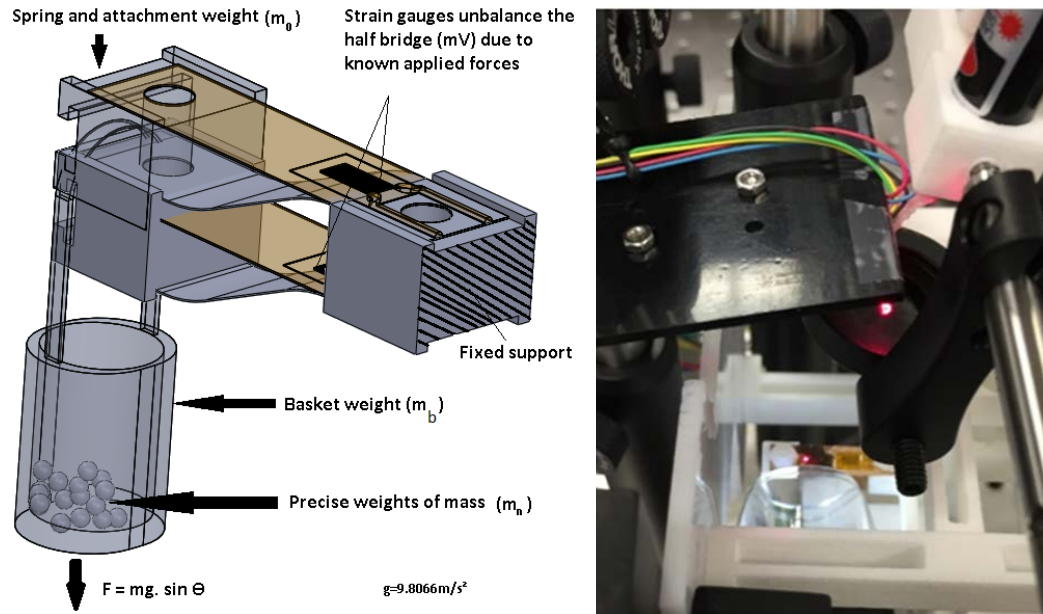 Spring and attachment weight (m₀)
Strain gauges unbalance the
half bridge (mV) due to
known applied forces
Fixed support
Basket weight (m_b)
Precise weights of mass (mₙ)
F = mg. sin Θ
g=9.8066m/s²